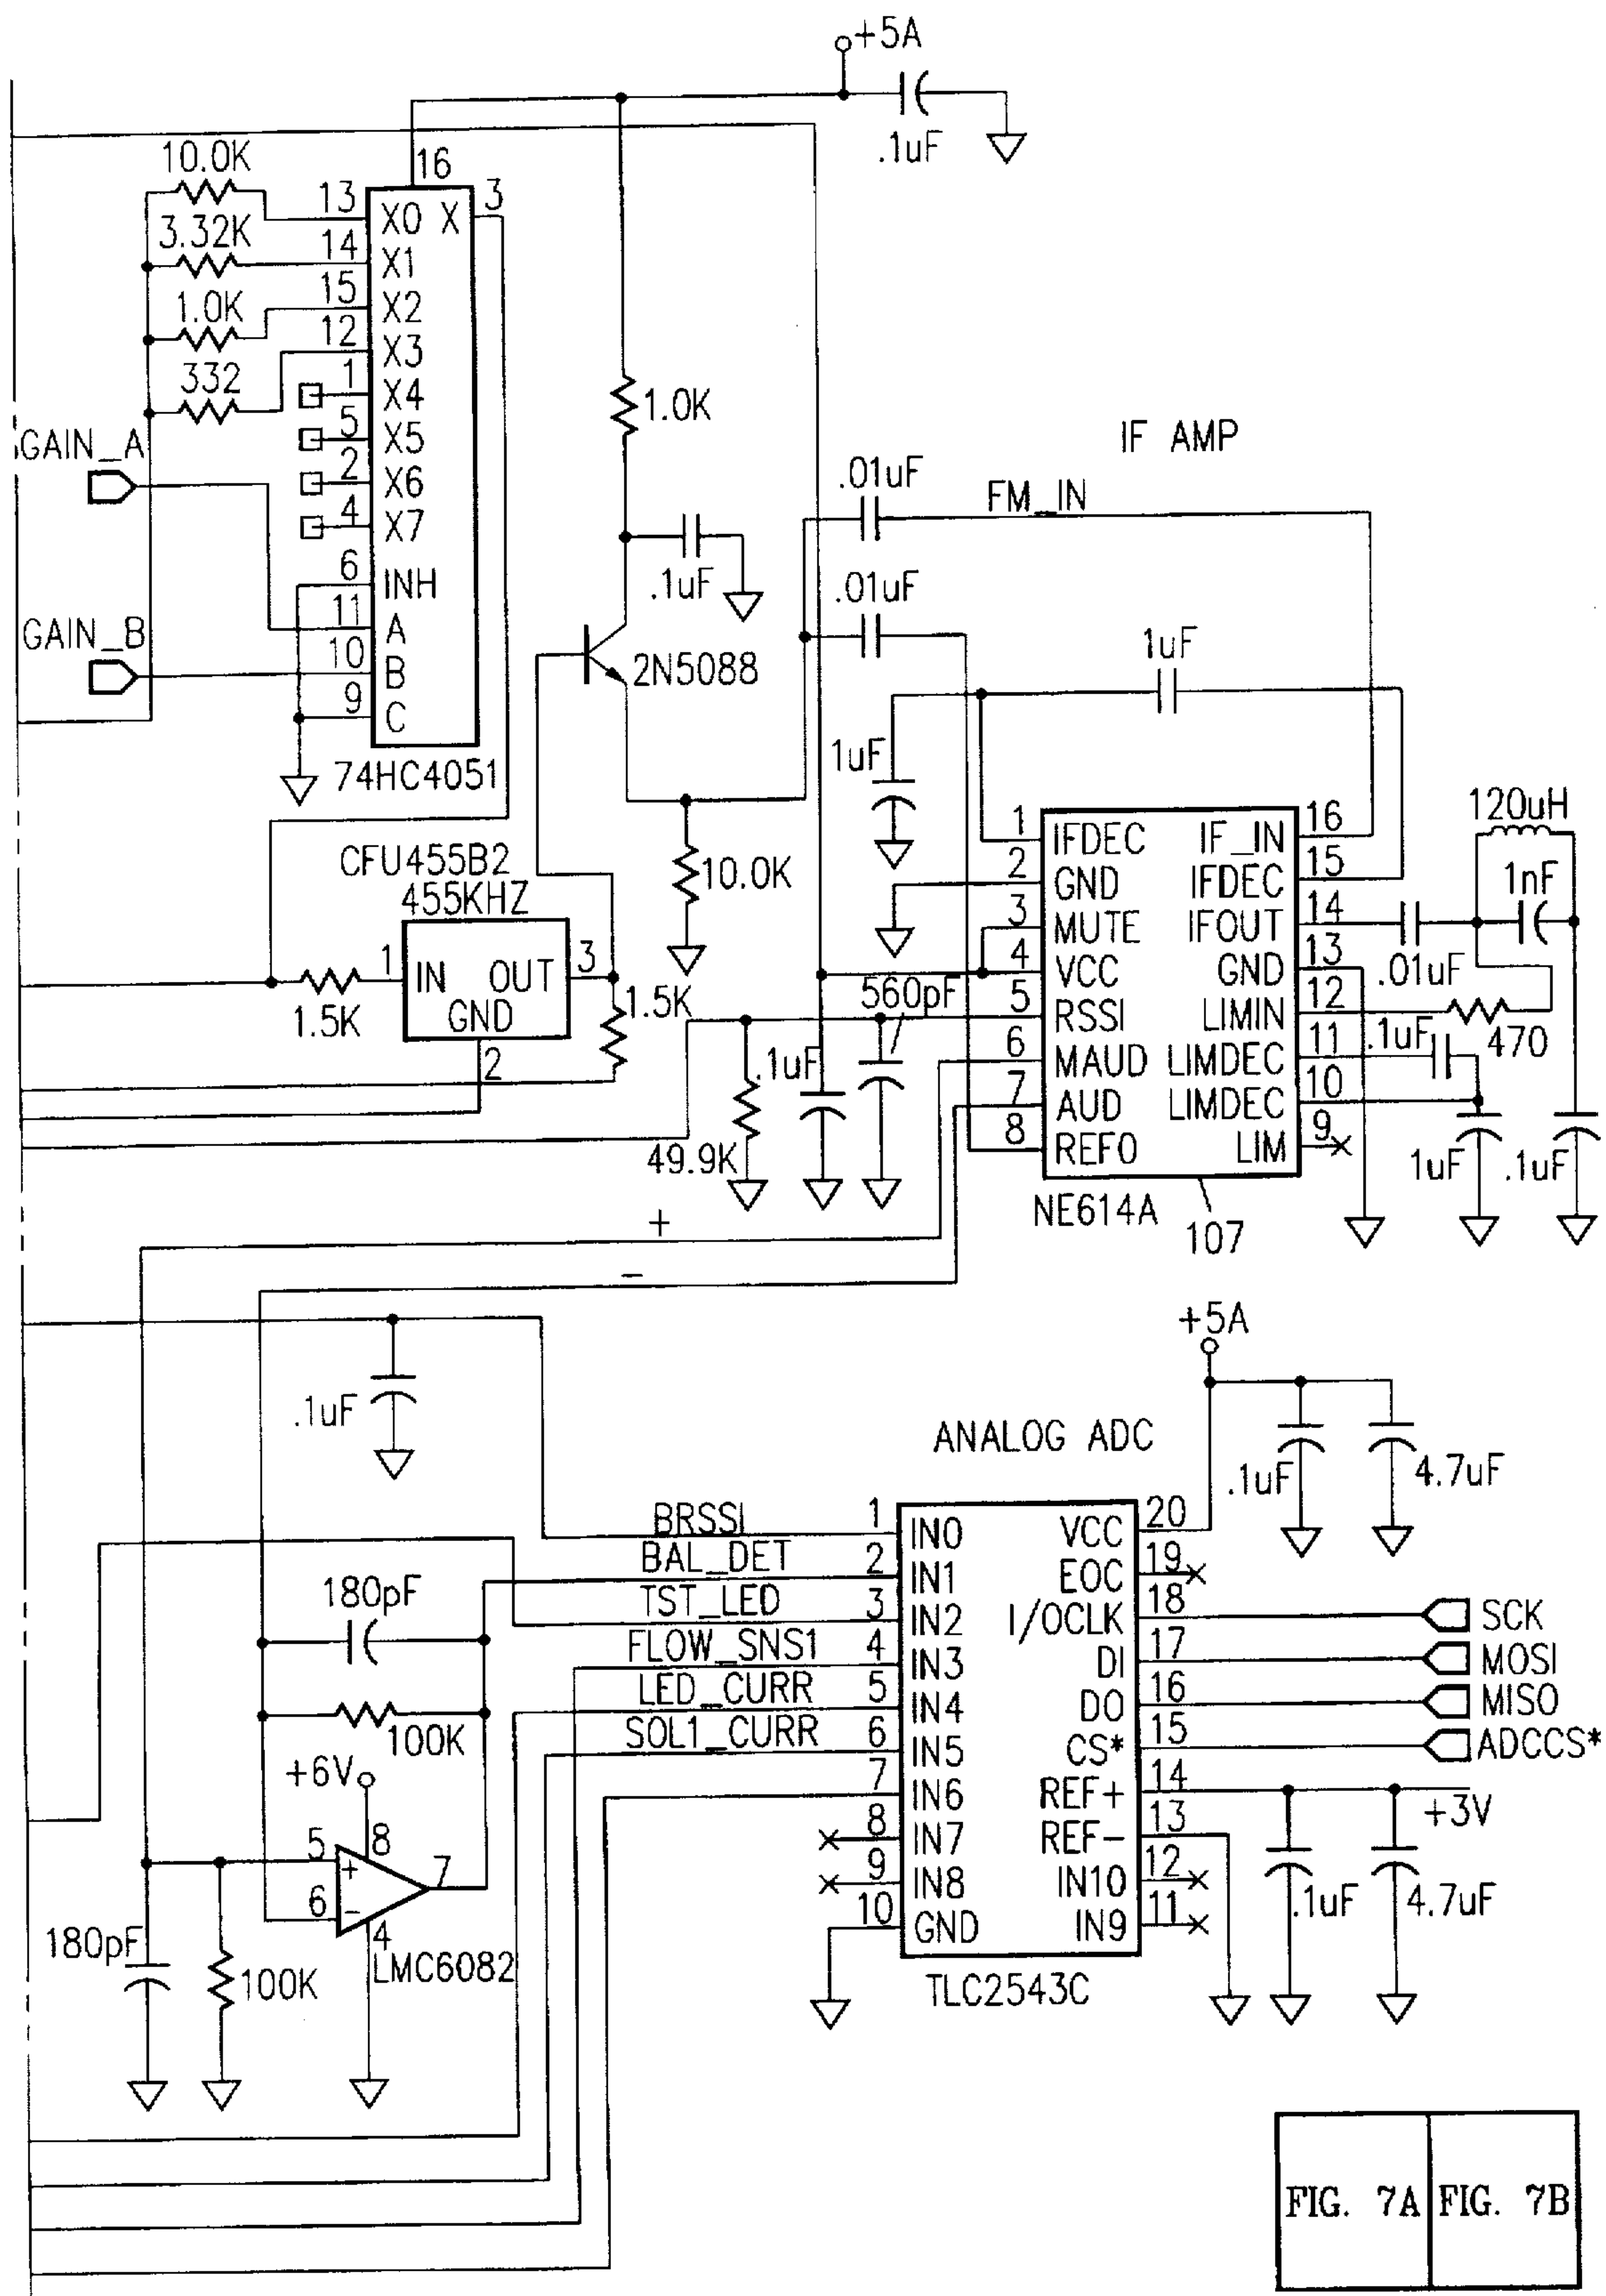 +5A
.1uF
10.0K
3.32K
1.0K
332
16
13 X0 X 3
14 X1
15 X2
12 X3
1 X4
5 X5
2 X6
4 X7
6 INH
11 A
10 B
9 C
74HC4051
GAIN_A
GAIN_B
1.0K
.1uF
2N5088
10.0K
IF AMP
.01uF
FM_IN
.01uF
1uF
1uF
CFU455B2
455KHZ
1 IN OUT 3
GND
2
1.5K
1.5K
1 IFDEC IF_IN 16
2 GND IFDEC 15
3 MUTE IFOUT 14
4 VCC GND 13
5 RSSI LIMIN 12
6 MAUD LIMDEC 11
7 AUD LIMDEC 10
8 REFO LIM 9
NE614A
107
120uH
1nF
.01uF
470
.1uF
1uF
.1uF
560pF
.1uF
49.9K
+
-
.1uF
+5A
.1uF
4.7uF
ANALOG ADC
BRSSI 1 IN0 VCC 20
BAL_DET 2 IN1 EOC 19
TST_LED 3 IN2 I/OCLK 18 SCK
FLOW_SNS1 4 IN3 DI 17 MOSI
LED_CURR 5 IN4 DO 16 MISO
SOL1_CURR 6 IN5 CS* 15 ADCCS*
7 IN6 REF+ 14 +3V
8 IN7 REF- 13
9 IN8 IN10 12
10 GND IN9 11
TLC2543C
.1uF
4.7uF
180pF
100K
+6V
8
5 +
7
6 -
4
LMC6082
180pF
100K
FIG. 7A FIG. 7B